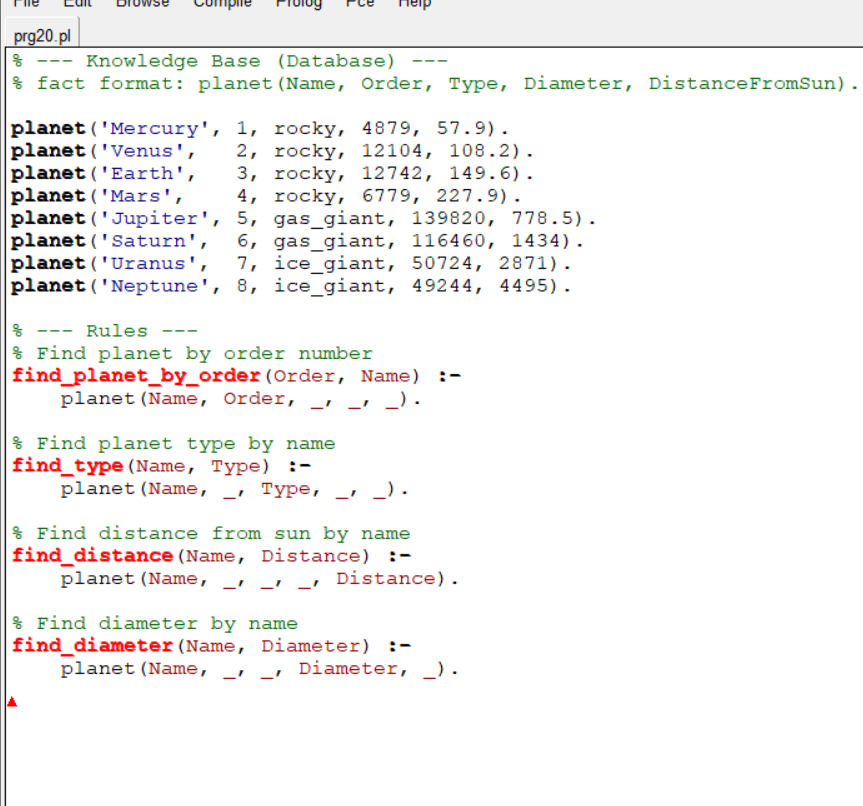 File Edit Browse Compile Prolog Pce Help
prg20.pl
% --- Knowledge Base (Database) ---
% fact format: planet(Name, Order, Type, Diameter, DistanceFromSun).
planet('Mercury', 1, rocky, 4879, 57.9).
planet('Venus',   2, rocky, 12104, 108.2).
planet('Earth',   3, rocky, 12742, 149.6).
planet('Mars',    4, rocky, 6779, 227.9).
planet('Jupiter', 5, gas_giant, 139820, 778.5).
planet('Saturn',  6, gas_giant, 116460, 1434).
planet('Uranus',  7, ice_giant, 50724, 2871).
planet('Neptune', 8, ice_giant, 49244, 4495).
% --- Rules ---
% Find planet by order number
find_planet_by_order(Order, Name) :-
    planet(Name, Order, _, _, _).
% Find planet type by name
find_type(Name, Type) :-
    planet(Name, _, Type, _, _).
% Find distance from sun by name
find_distance(Name, Distance) :-
    planet(Name, _, _, _, Distance).
% Find diameter by name
find_diameter(Name, Diameter) :-
    planet(Name, _, _, Diameter, _).